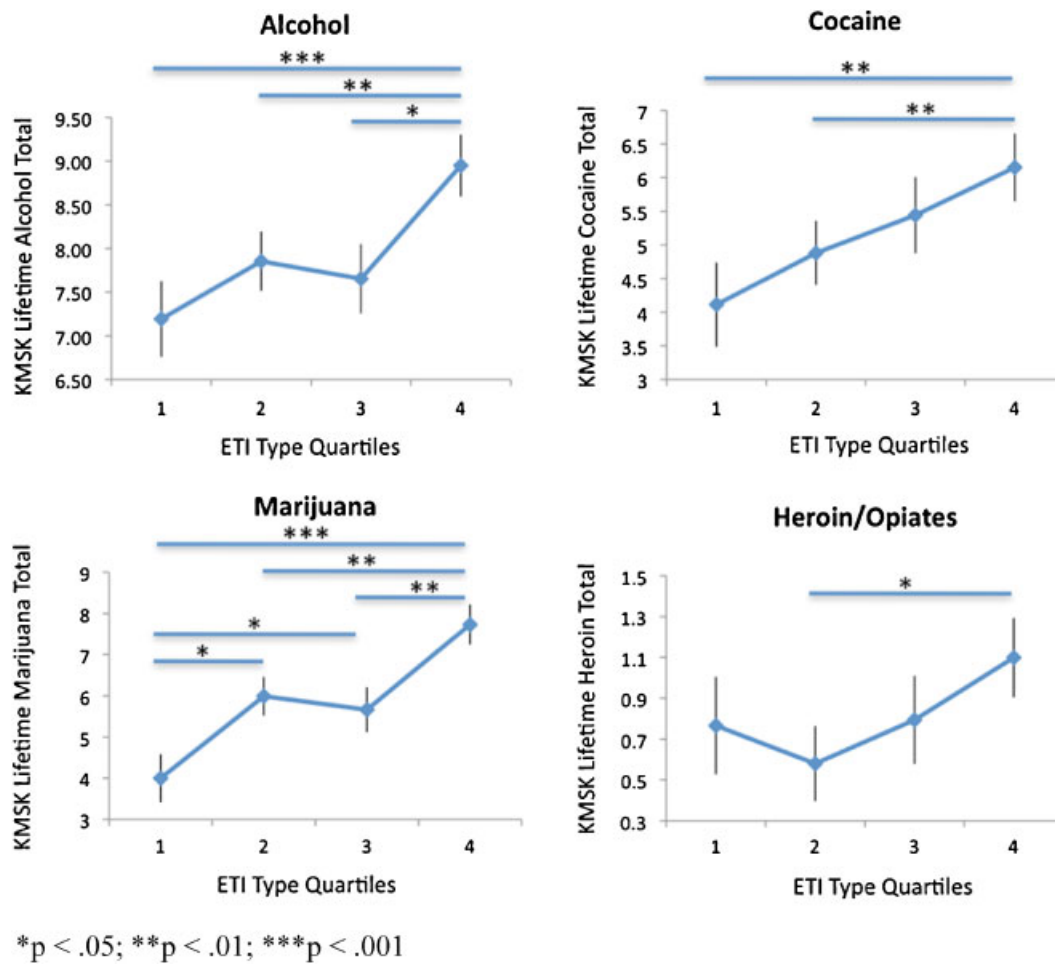 Alcohol
***
**
*
KMSK Lifetime Alcohol Total
9.50
9.00
8.50
8.00
7.50
7.00
6.50
1 2 3 4
ETI Type Quartiles
Cocaine
**
**
KMSK Lifetime Cocaine Total
7
6.5
6
5.5
5
4.5
4
3.5
3
1 2 3 4
ETI Type Quartiles
Marijuana
***
**
**
*
*
KMSK Lifetime Marijuana Total
9
8
7
6
5
4
3
1 2 3 4
ETI Type Quartiles
Heroin/Opiates
*
KMSK Lifetime Heroin Total
1.5
1.3
1.1
0.9
0.7
0.5
0.3
1 2 3 4
ETI Type Quartiles
*p < .05; **p < .01; ***p < .001